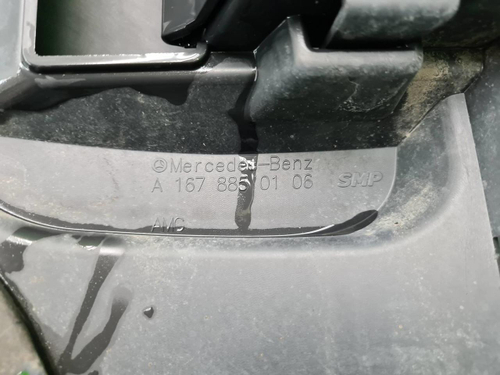 Mercedes-Benz
A 167 885 01 06 SMP
AMG